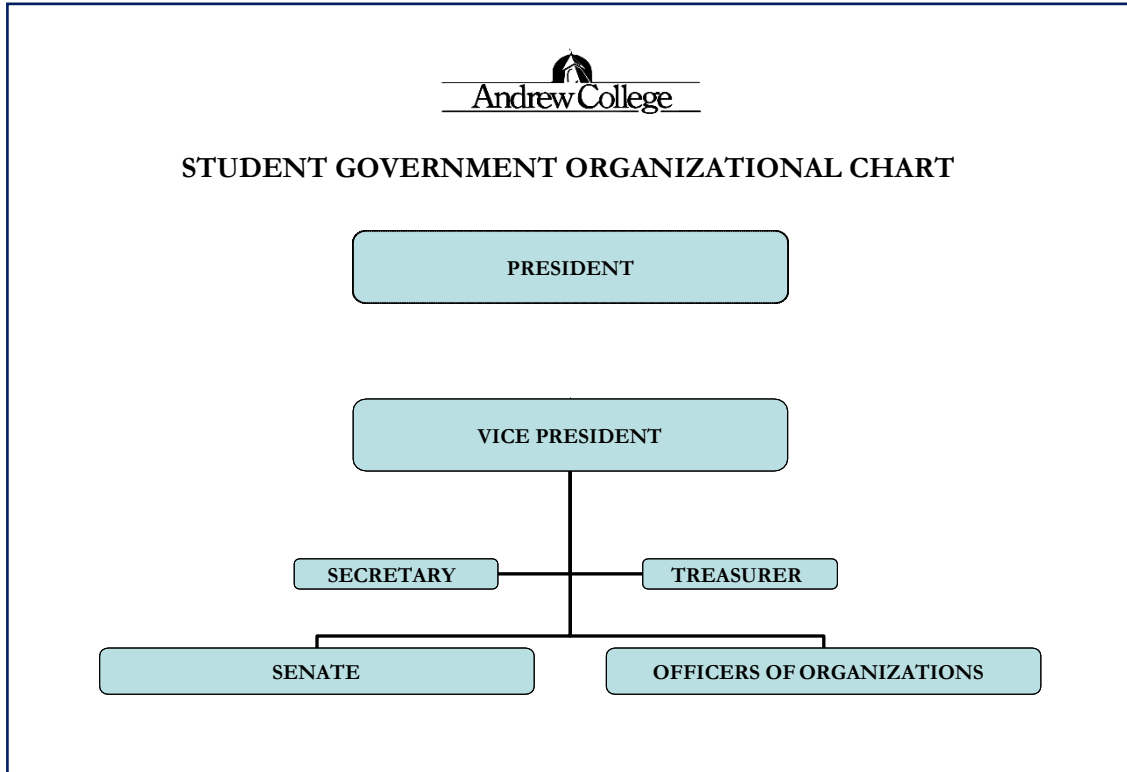 Andrew College
STUDENT GOVERNMENT ORGANIZATIONAL CHART
PRESIDENT
VICE PRESIDENT
SECRETARY
TREASURER
SENATE
OFFICERS OF ORGANIZATIONS